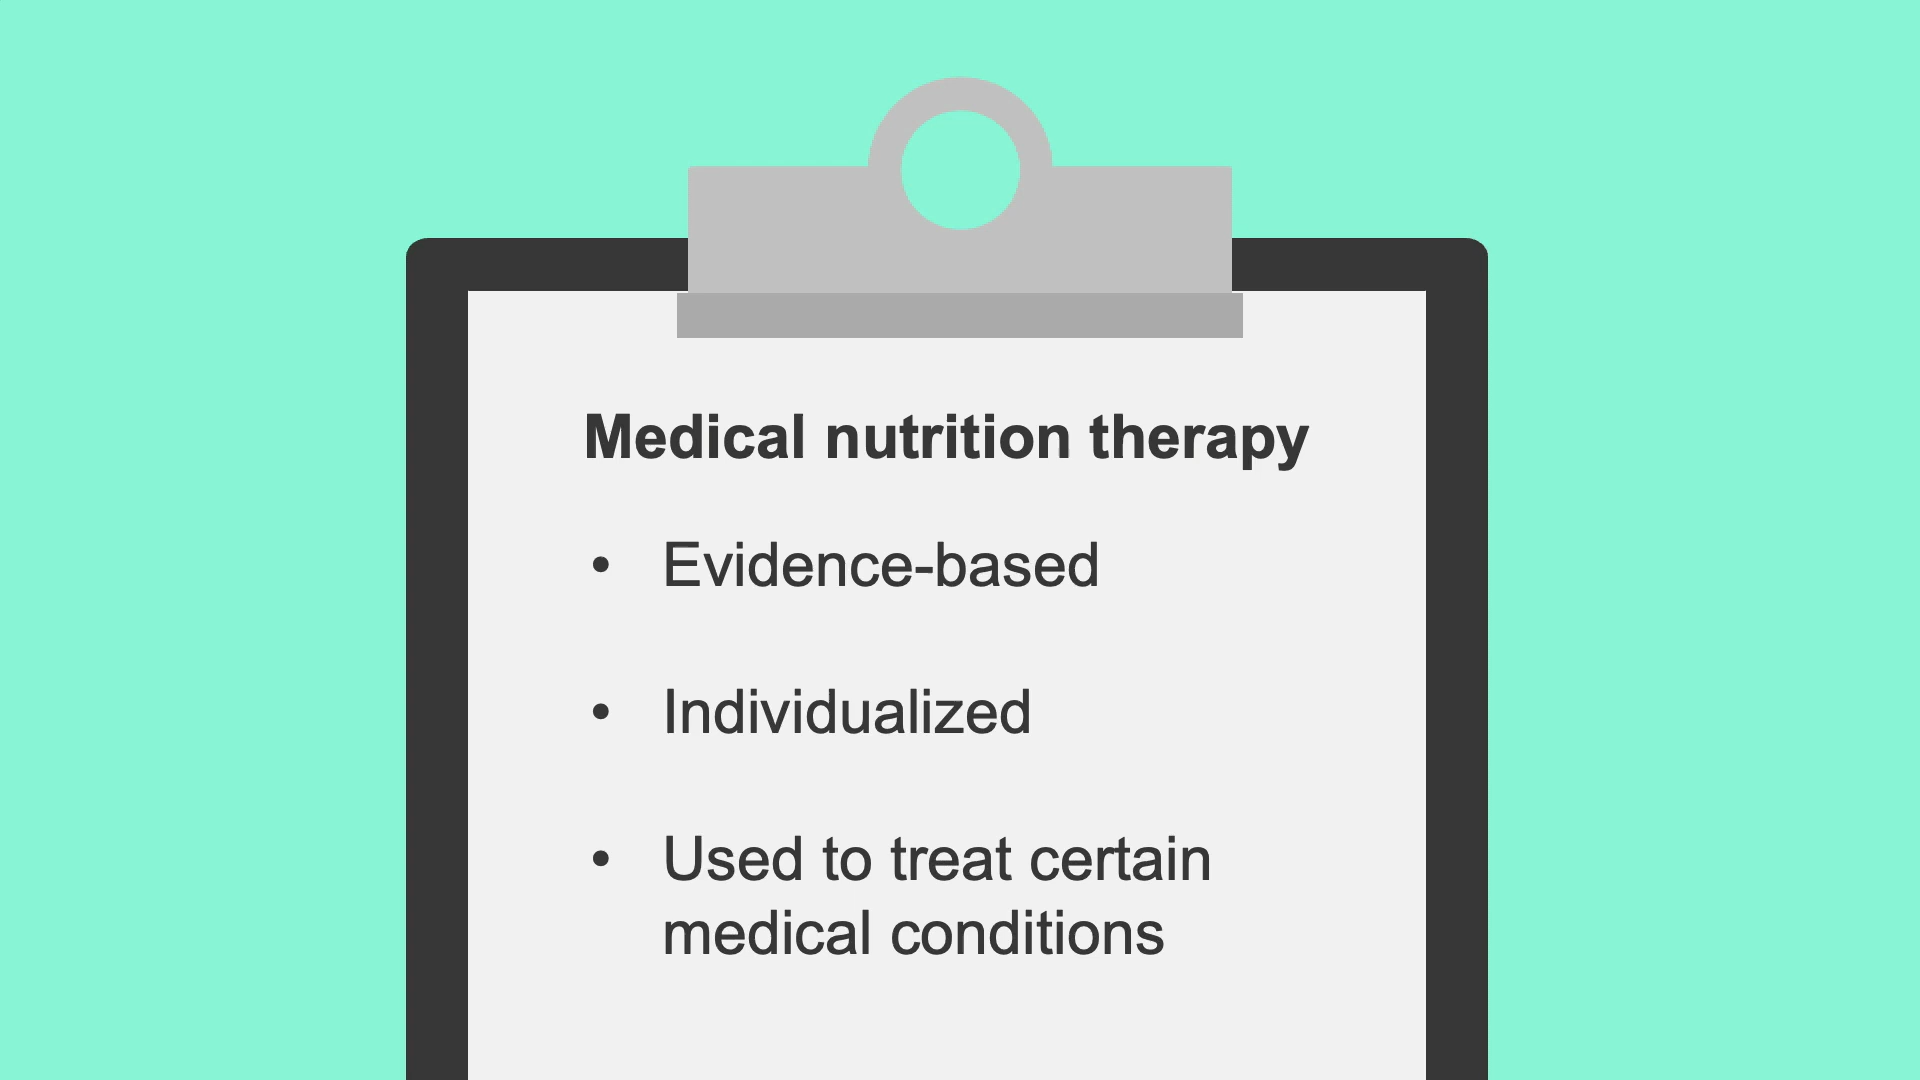 Medical nutrition therapy
• Evidence-based
• Individualized
• Used to treat certain
medical conditions